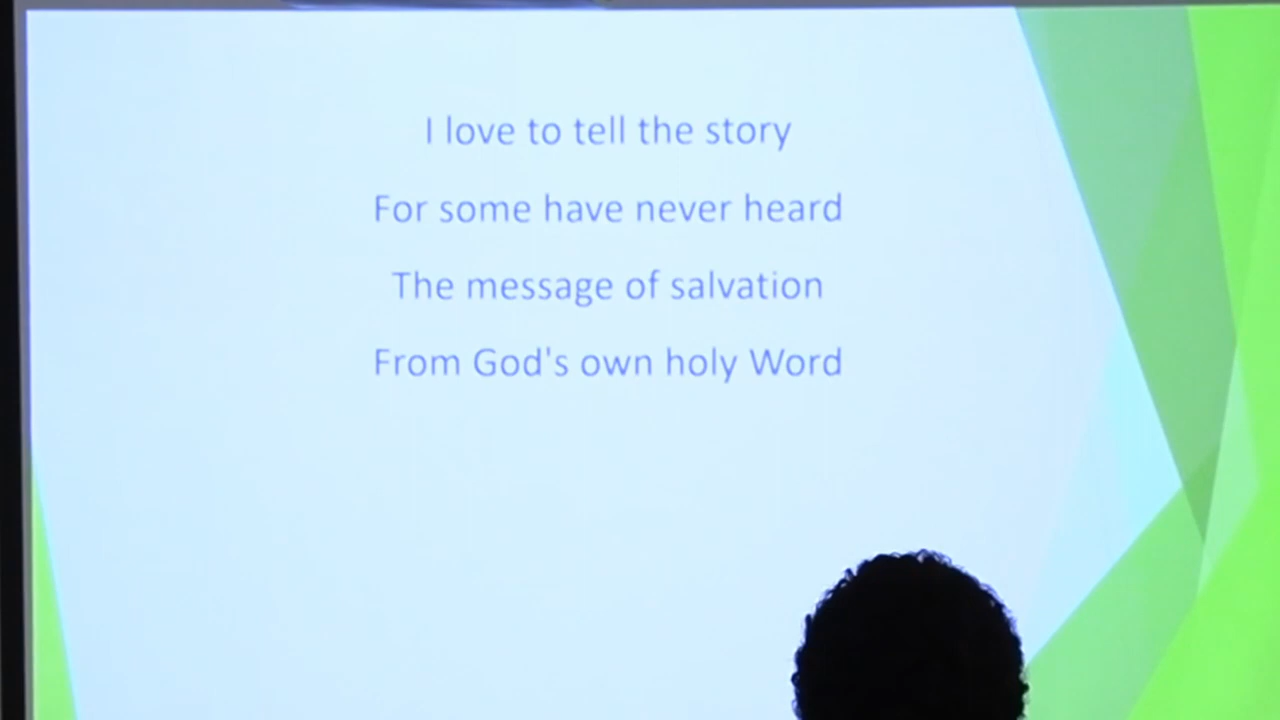 I love to tell the story
For some have never heard
The message of salvation
From God's own holy Word